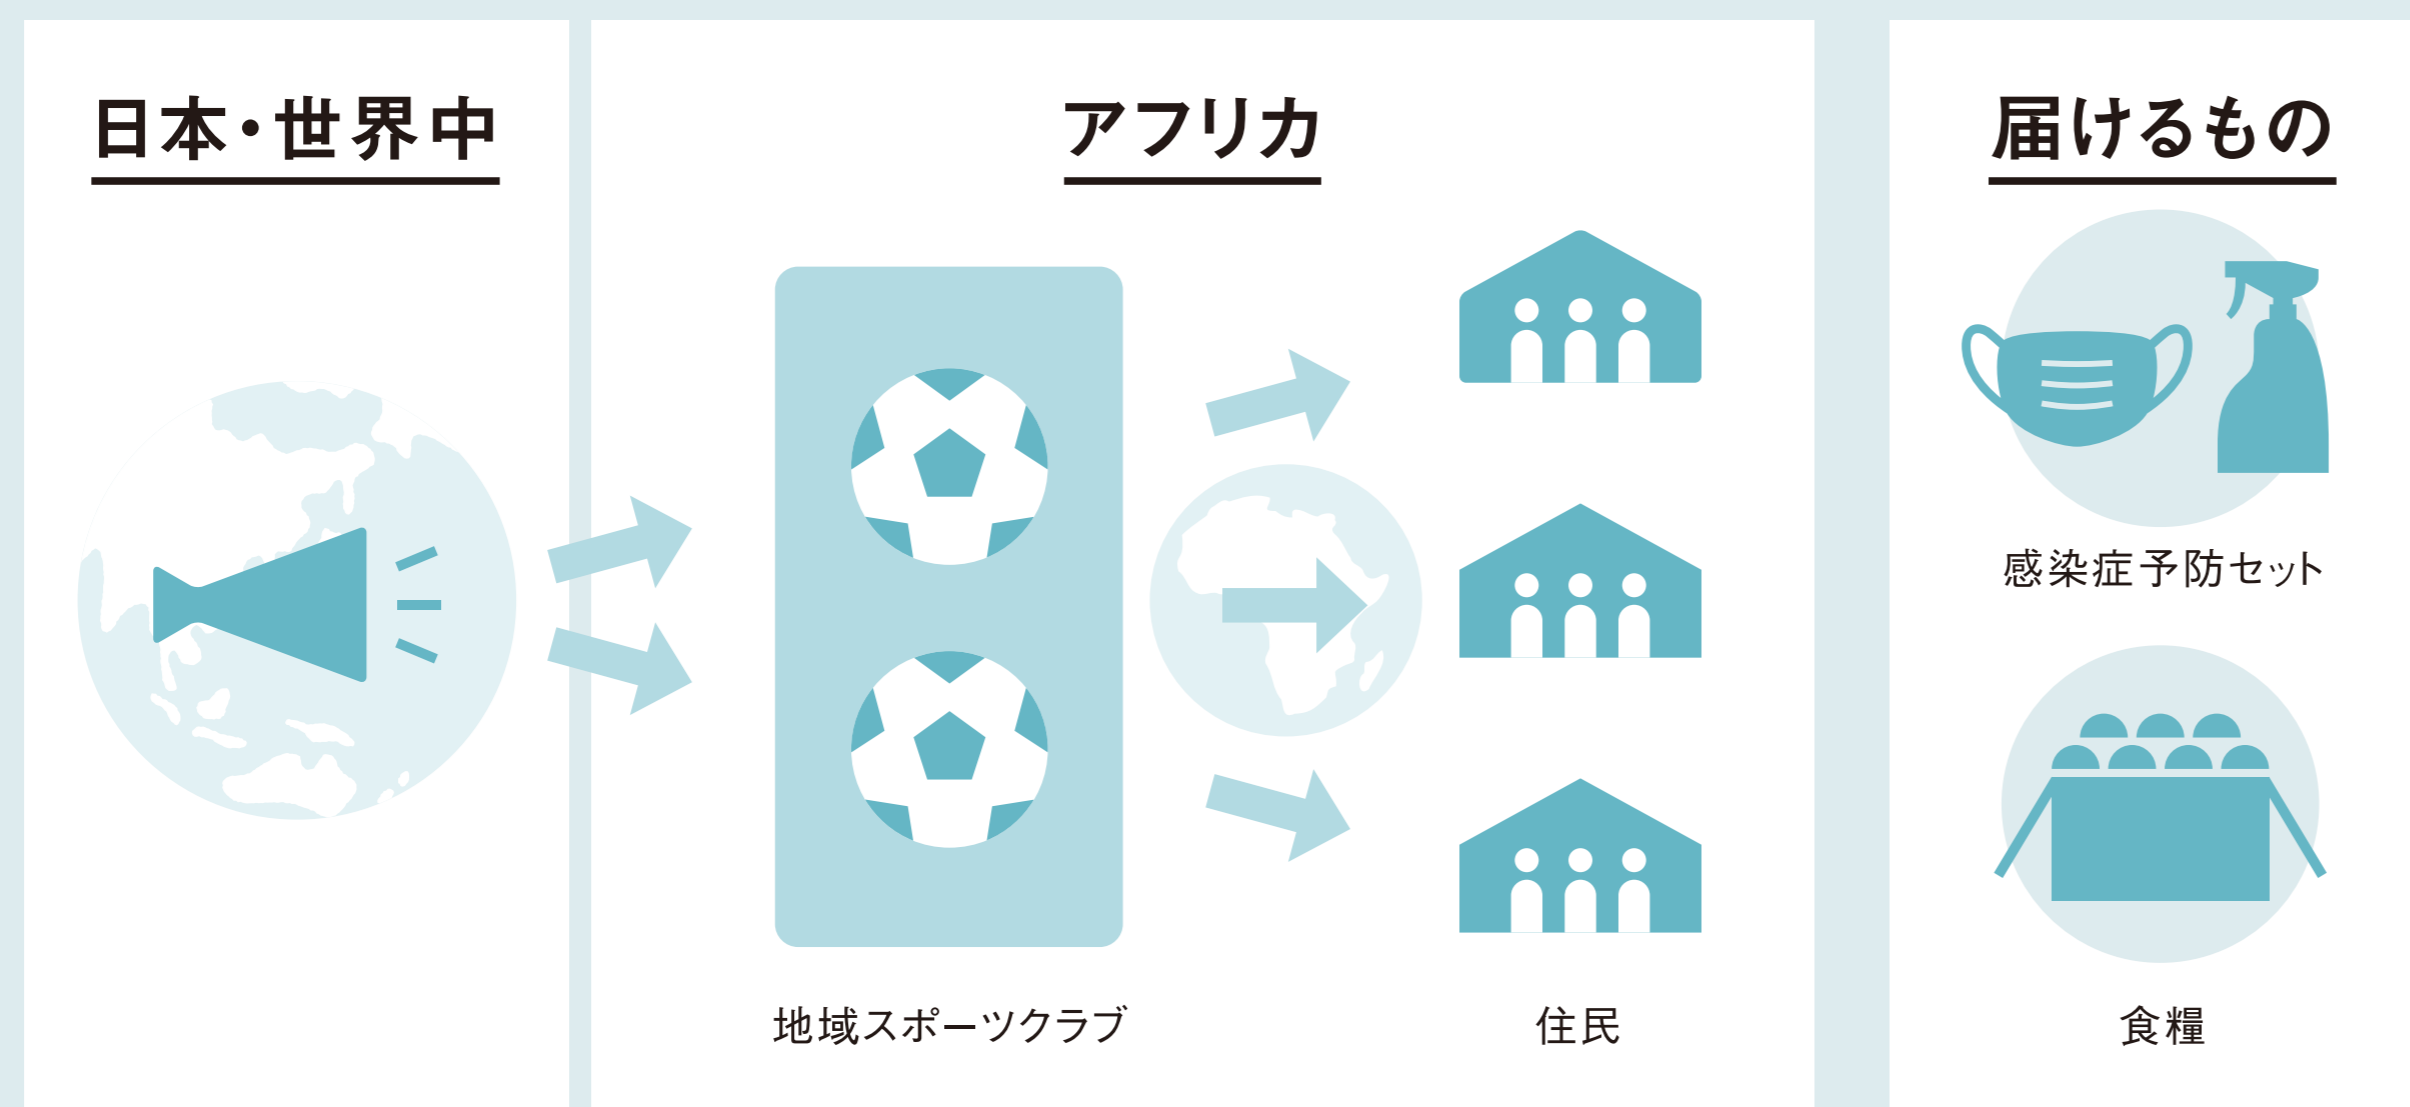 日本・世界中
アフリカ
地域スポーツクラブ
住民
届けるもの
感染症予防セット
食糧